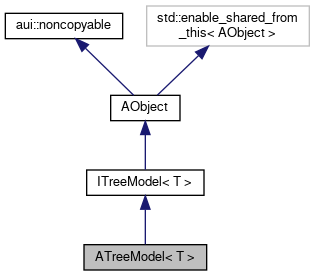 aui::noncopyable
std::enable_shared_from
_this< AObject >
AObject
ITreeModel< T >
ATreeModel< T >